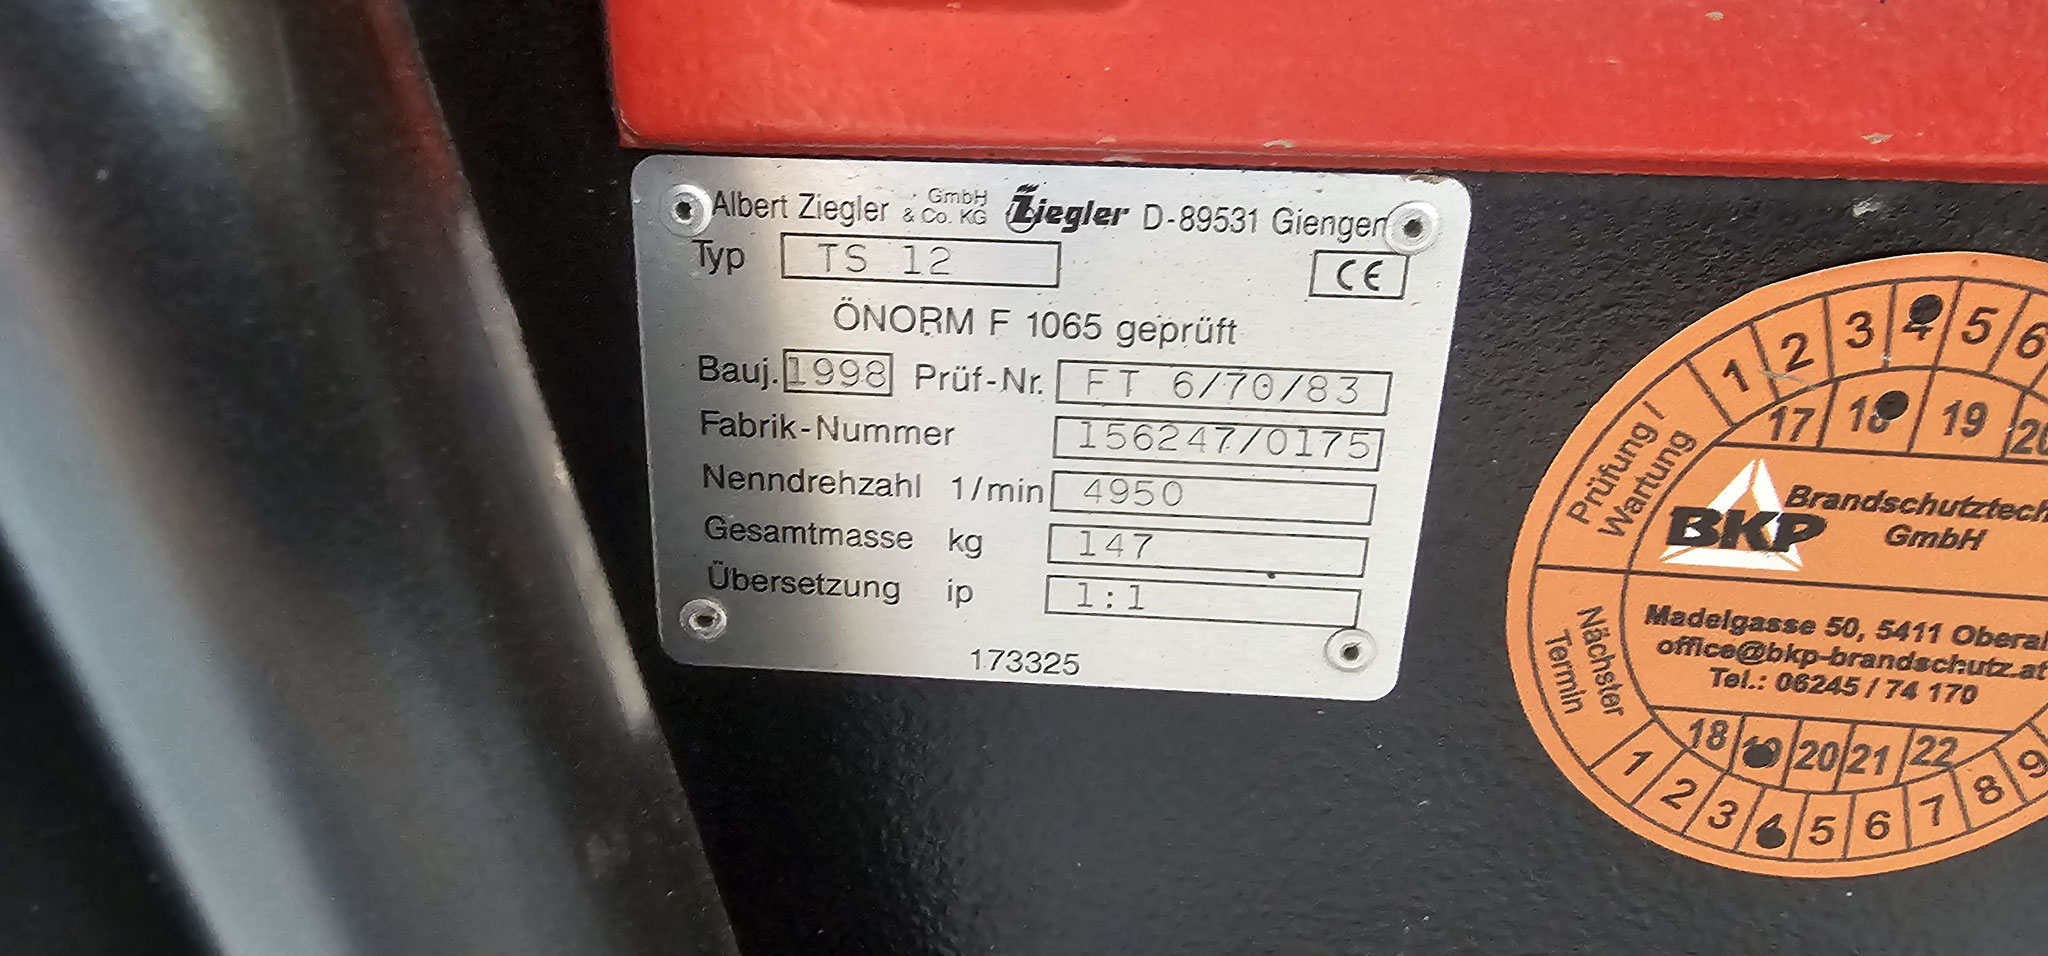 Albert Ziegler GmbH & Co. KG Ziegler D-89531 Giengen
Typ TS 12 CE
ÖNORM F 1065 geprüft
Bauj. 1998 Prüf-Nr. FT 6/70/83
Fabrik-Nummer 156247/0175
Nenndrehzahl 1/min 4950
Gesamtmasse kg 147
Übersetzung ip 1:1
173325
Prüfung /
Wartung
1 2 3 4 5 6
17 18 19 20
BKP Brandschutztech
GmbH
Madelgasse 50, 5411 Oberal
office@bkp-brandschutz.at
Tel.: 06245 / 74 170
Nächster
Termin
18 19 20 21 22
1 2 3 4 5 6 7 8 9